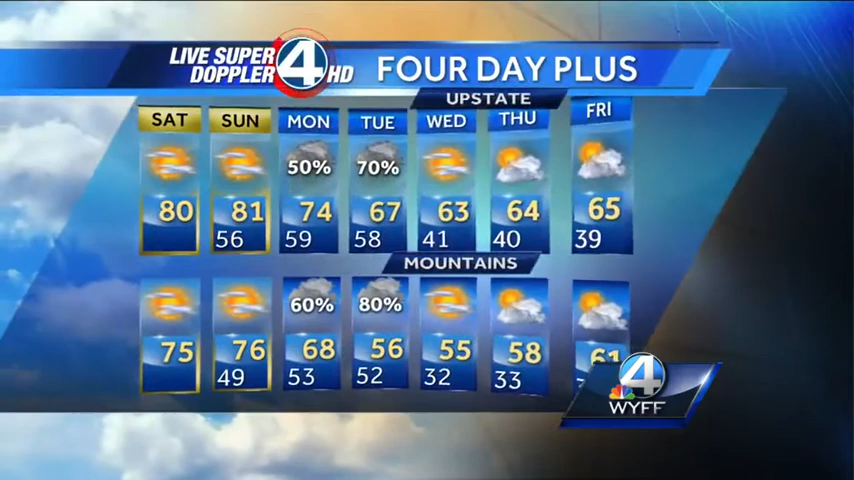 LIVE SUPER
DOPPLER 4 HD
FOUR DAY PLUS
UPSTATE
SAT SUN MON TUE WED THU FRI
50% 70%
80 81 74 67 63 64 65
56 59 58 41 40 39
MOUNTAINS
60% 80%
75 76 68 56 55 58 61
49 53 52 32 33
4
WYFF